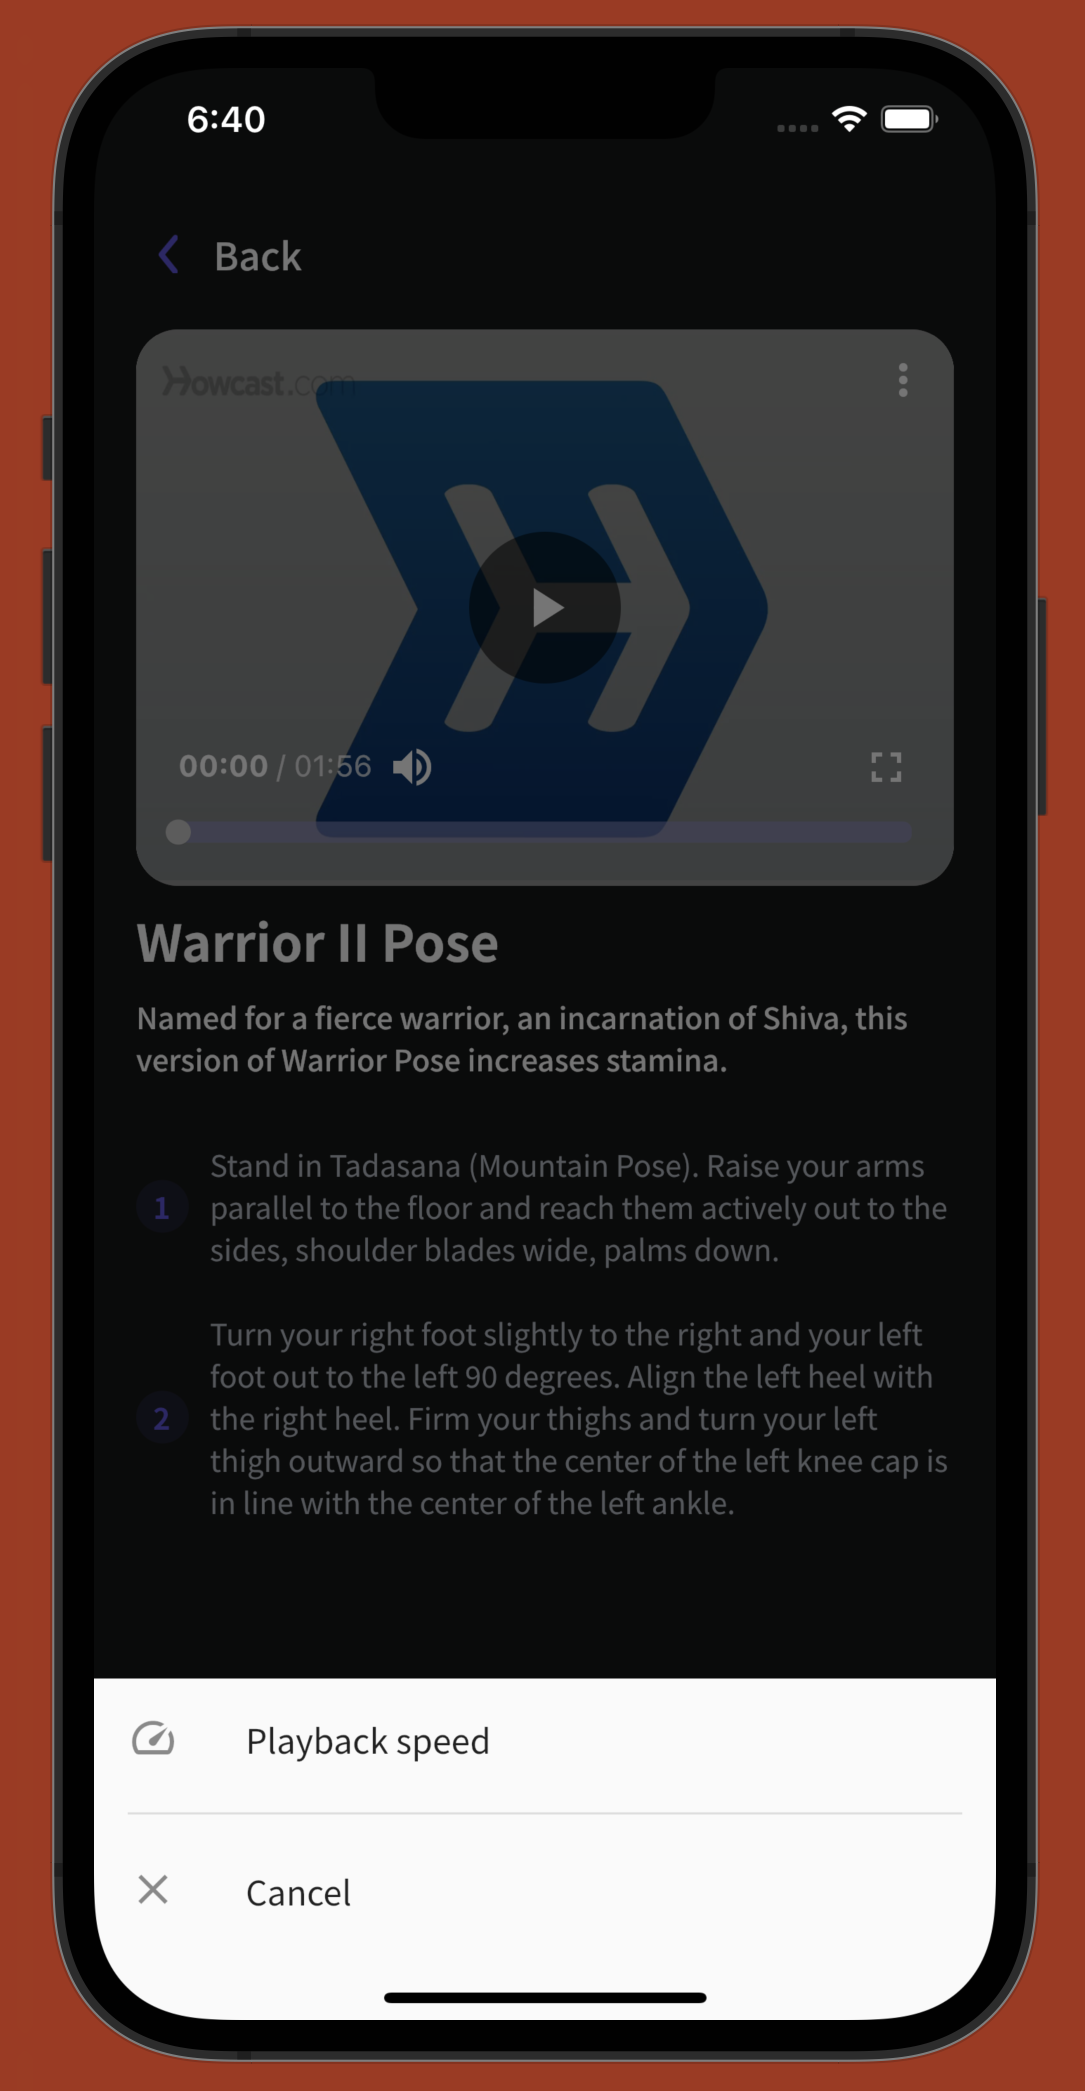 6:40
Back
Howcast.com
00:00 / 01:56
Warrior II Pose
Named for a fierce warrior, an incarnation of Shiva, this
version of Warrior Pose increases stamina.
Stand in Tadasana (Mountain Pose). Raise your arms
1 parallel to the floor and reach them actively out to the
sides, shoulder blades wide, palms down.
Turn your right foot slightly to the right and your left
foot out to the left 90 degrees. Align the left heel with
2 the right heel. Firm your thighs and turn your left
thigh outward so that the center of the left knee cap is
in line with the center of the left ankle.
Playback speed
Cancel